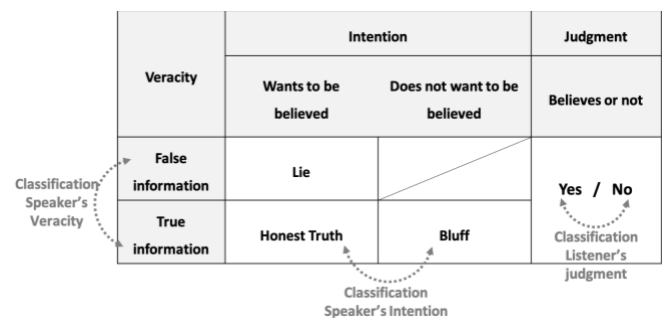 Veracity
Intention
Judgment
Wants to be
believed
Does not want to be
believed
Believes or not
False
information
Lie
Yes / No
True
information
Honest Truth
Bluff
Classification
Speaker's
Veracity
Classification
Speaker's Intention
Classification
Listener's
judgment